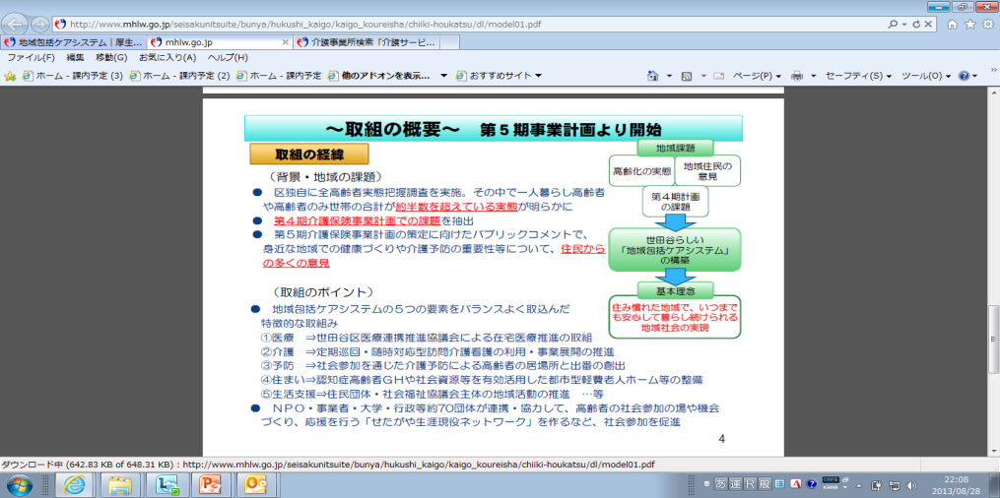 http://www.mhlw.go.jp/seisakunitsuite/bunya/hukushi_kaigo/kaigo_koureisha/chiiki-houkatsu/dl/model01.pdf
地域包括ケアシステム｜厚生... mhlw.go.jp 介護事業所検索「介護サービ...
ファイル(F) 編集 移動(G) お気に入り(A) ヘルプ(H)
ホーム - 課内予定 (3) ホーム - 課内予定 (2) ホーム - 課内予定 他のアドオンを表示... おすすめサイト ページ(P) セーフティ(S) ツール(O)
～取組の概要～ 第５期事業計画より開始
取組の経緯
（背景・地域の課題）
● 区独自に全高齢者実態把握調査を実施。その中で一人暮らし高齢者
や高齢者のみ世帯の合計が約半数を超えている実態が明らかに
● 第４期介護保険事業計画での課題を抽出
● 第５期介護保険事業計画の策定に向けたパブリックコメントで、
身近な地域での健康づくりや介護予防の重要性等について、住民から
の多くの意見
地域課題
高齢化の実態
地域住民の
意見
第４期計画
の課題
世田谷らしい
「地域包括ケアシステム」
の構築
基本理念
住み慣れた地域で、いつまで
も安心して暮らし続けられる
地域社会の実現
（取組のポイント）
● 地域包括ケアシステムの５つの要素をバランスよく取込んだ
特徴的な取組み
①医療 ⇒世田谷区医療連携推進協議会による在宅医療推進の取組
②介護 ⇒定期巡回・随時対応型訪問介護看護の利用・事業展開の推進
③予防 ⇒社会参加を通じた介護予防による高齢者の居場所と出番の創出
④住まい⇒認知症高齢者ＧＨや社会資源等を有効活用した都市型軽費老人ホーム等の整備
⑤生活支援⇒住民団体・社会福祉協議会主体の地域活動の推進 …等
● ＮＰＯ・事業者・大学・行政等約70団体が連携・協力して、高齢者の社会参加の場や機会
づくり、応援を行う「せたがや生涯現役ネットワーク」を作るなど、社会参加を促進
4
ダウンロード中 (642.83 KB of 648.31 KB) : http://www.mhlw.go.jp/seisakunitsuite/bunya/hukushi_kaigo/kaigo_koureisha/chiiki-houkatsu/dl/model01.pdf
あ 連 R 般 A CAPS KANA
22:08
2013/08/28